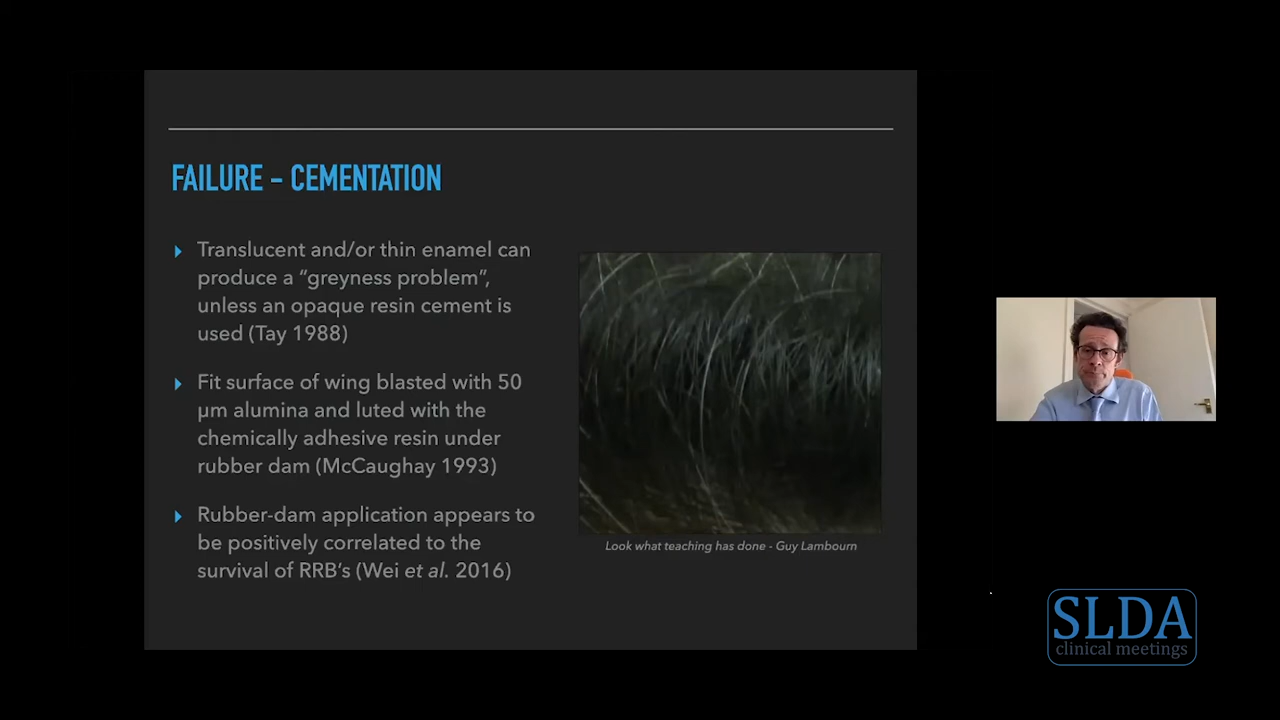 FAILURE – CEMENTATION
Translucent and/or thin enamel can
produce a “greyness problem”,
unless an opaque resin cement is
used (Tay 1988)
Fit surface of wing blasted with 50
µm alumina and luted with the
chemically adhesive resin under
rubber dam (McCaughay 1993)
Rubber-dam application appears to
be positively correlated to the
survival of RRB’s (Wei et al. 2016)
Look what teaching has done - Guy Lambourn
SLDA
clinical meetings